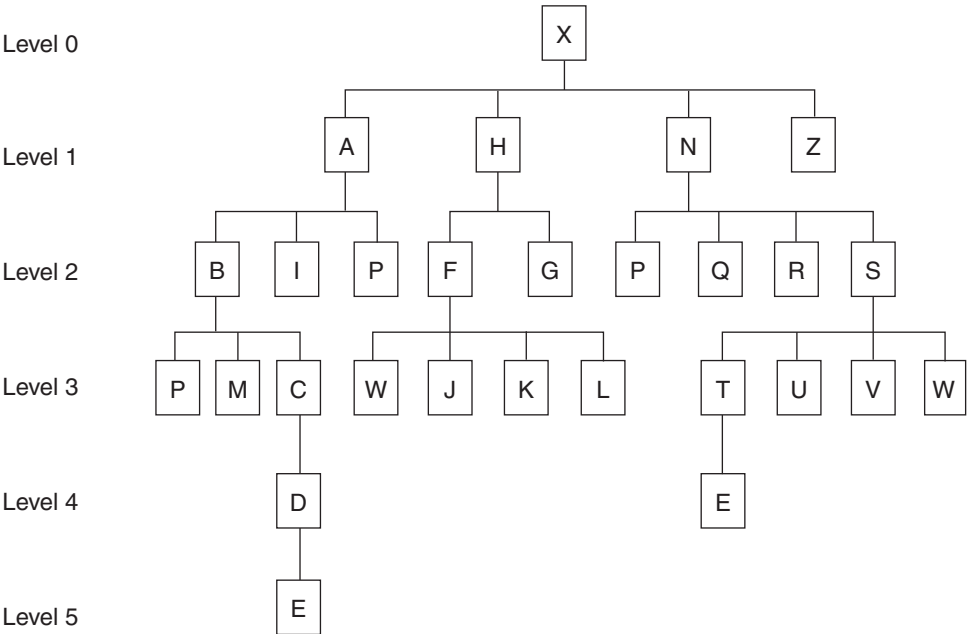 Level 0 X
Level 1 A H N Z
Level 2 B I P F G P Q R S
Level 3 P M C W J K L T U V W
Level 4 D E
Level 5 E